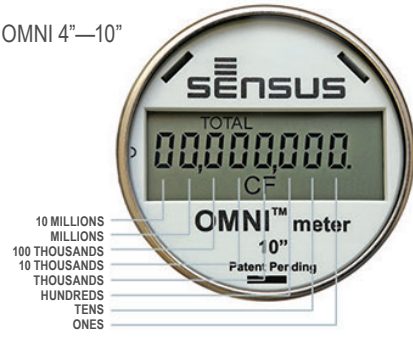 OMNI 4”—10”
SENSUS
TOTAL
00,000,000.
CF
OMNI™ meter
10”
Patent Pending
10 MILLIONS
MILLIONS
100 THOUSANDS
10 THOUSANDS
THOUSANDS
HUNDREDS
TENS
ONES